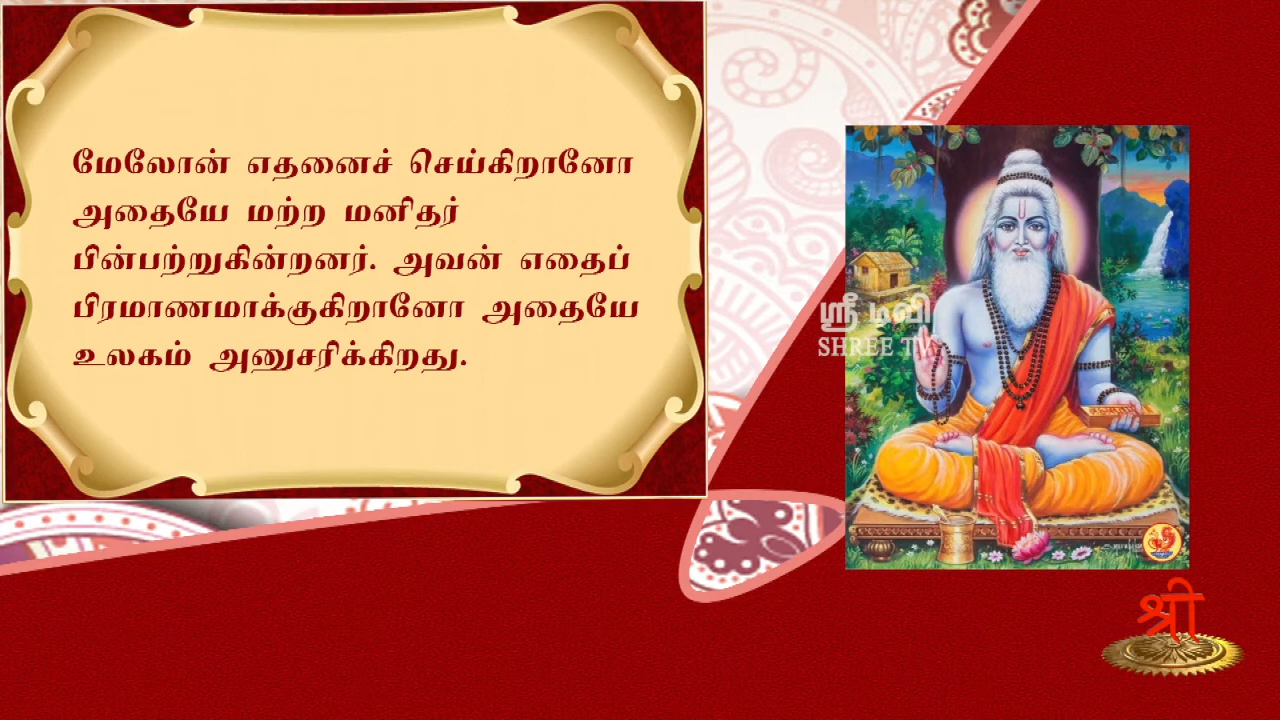 மேலோன் எதனைச் செய்கிறானோ
அதையே மற்ற மனிதர்
பின்பற்றுகின்றனர். அவன் எதைப்
பிரமாணமாக்குகிறானோ அதையே
உலகம் அனுசரிக்கிறது.
ஸ்ரீ டிவி
SHREE TV
श्री